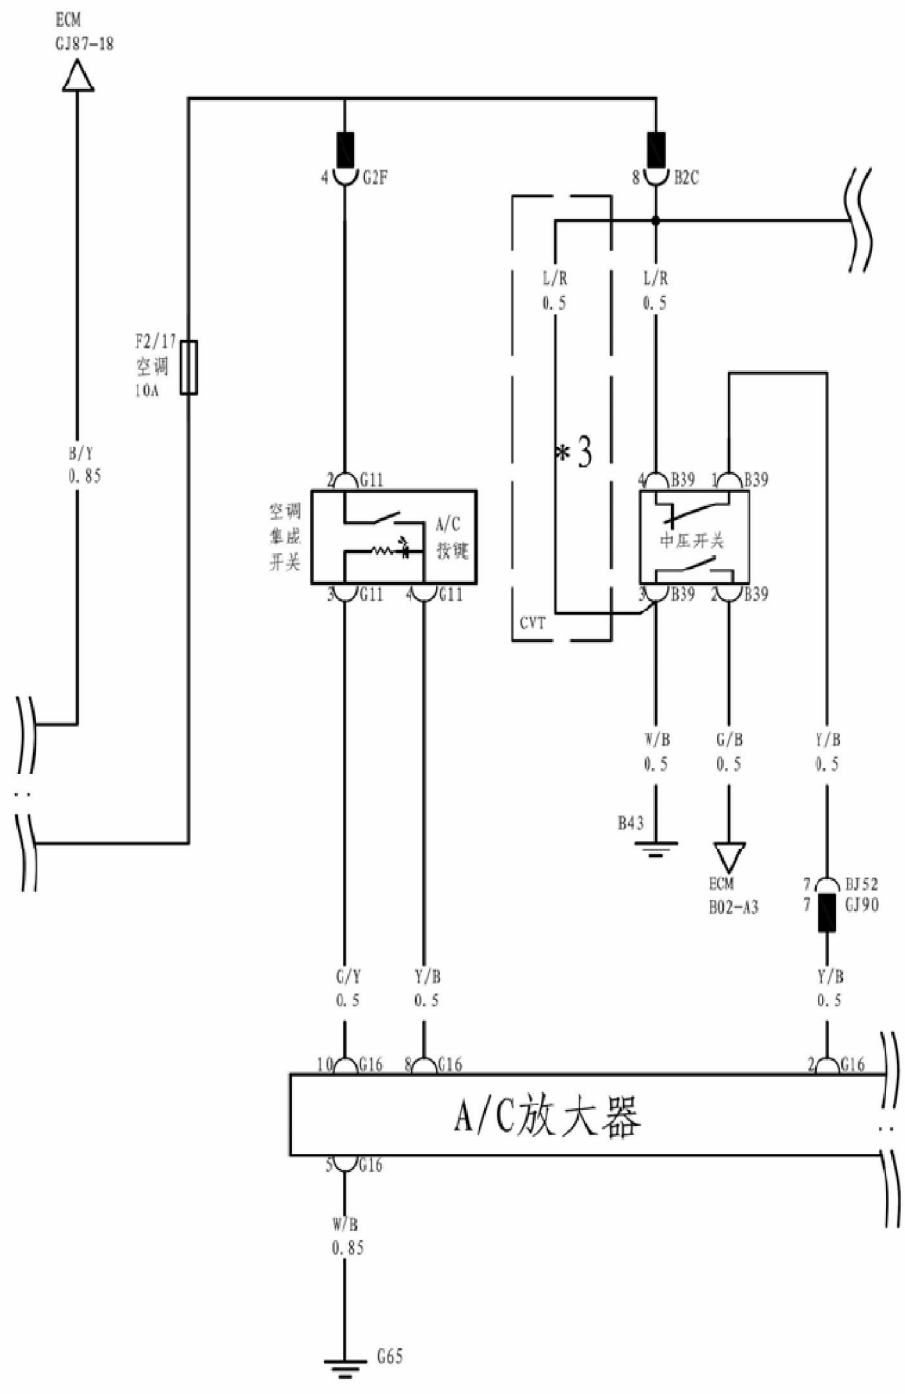 ECM
GJ87-18
4 G2F
8 B2C
L/R
0.5
L/R
0.5
F2/17
空调
10A
B/Y
0.85
*3
2 G11
4 B39
1 B39
空调
集成
开关
A/C
按键
中压开关
3 G11
4 G11
3 B39
2 B39
CVT
W/B
0.5
G/B
0.5
Y/B
0.5
B43
ECM
B02-A3
7 BJ52
7 GJ90
G/Y
0.5
Y/B
0.5
Y/B
0.5
10 G16
8 G16
2 G16
A/C放大器
5 G16
W/B
0.85
G65